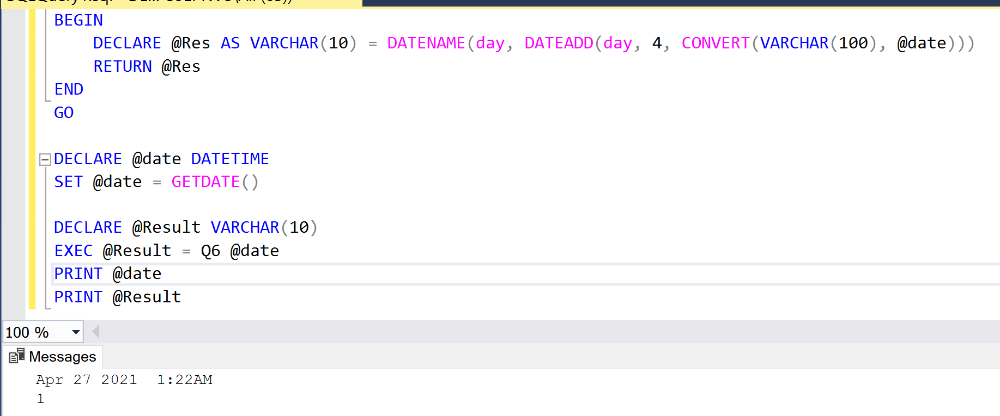 BEGIN
DECLARE @Res AS VARCHAR(10) = DATENAME(day, DATEADD(day, 4, CONVERT(VARCHAR(100), @date)))
RETURN @Res
END
GO
DECLARE @date DATETIME
SET @date = GETDATE()
DECLARE @Result VARCHAR(10)
EXEC @Result = Q6 @date
PRINT @date
PRINT @Result
100 %
Messages
Apr 27 2021 1:22AM
1